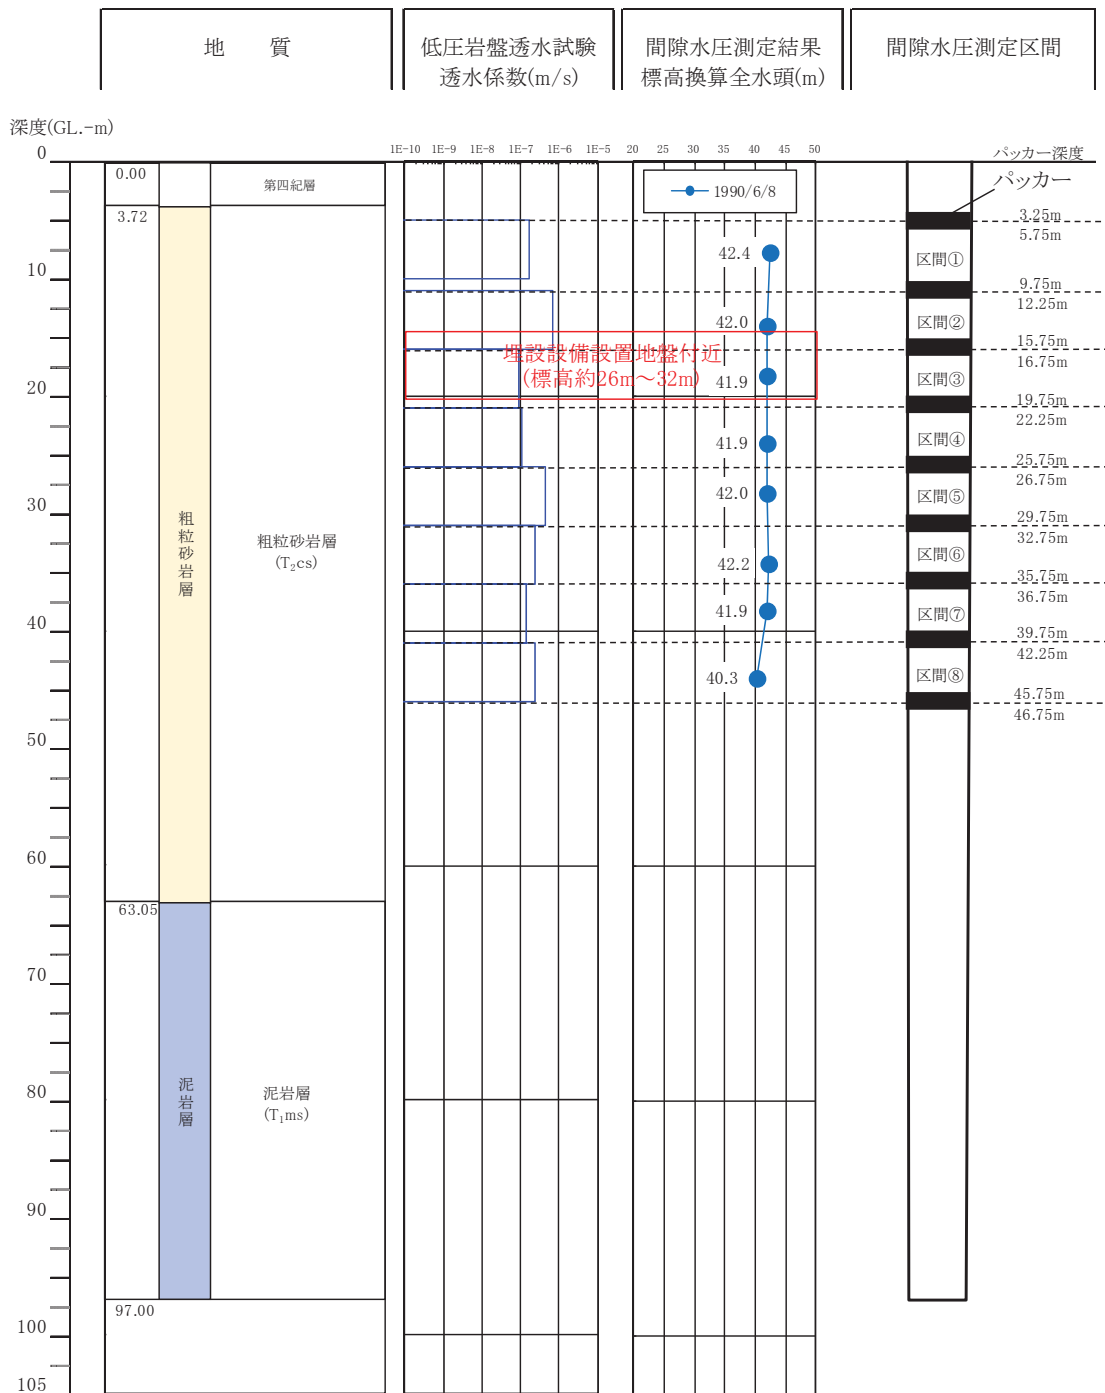 地　質
低圧岩盤透水試験
透水係数(m/s)
間隙水圧測定結果
標高換算全水頭(m)
間隙水圧測定区間
深度(GL.-m)
0
10
20
30
40
50
60
70
80
90
100
105
0.00
3.72
63.05
97.00
第四紀層
粗粒砂岩層
粗粒砂岩層
(T₂cs)
泥岩層
泥岩層
(T₁ms)
1E-10 1E-9 1E-8 1E-7 1E-6 1E-5
20 25 30 35 40 45 50
1990/6/8
42.4
42.0
41.9
41.9
42.0
42.2
41.9
40.3
埋設設備設置地盤付近
(標高約26m～32m)
パッカー深度
パッカー
区間①
区間②
区間③
区間④
区間⑤
区間⑥
区間⑦
区間⑧
3.25m
5.75m
9.75m
12.25m
15.75m
16.75m
19.75m
22.25m
25.75m
26.75m
29.75m
32.75m
35.75m
36.75m
39.75m
42.25m
45.75m
46.75m